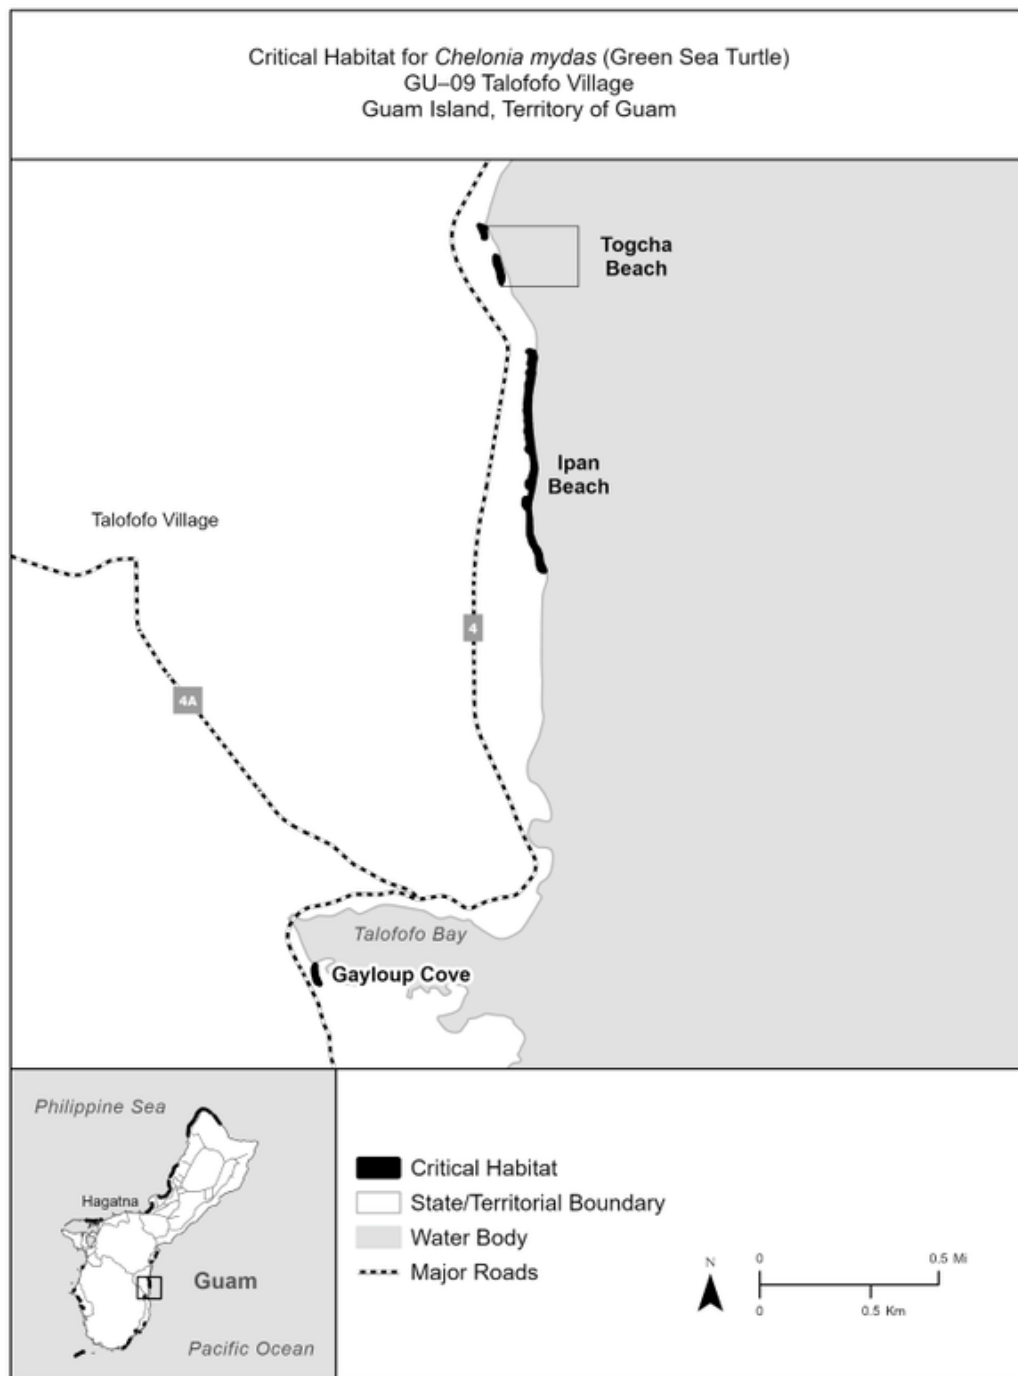 Critical Habitat for Chelonia mydas (Green Sea Turtle)
GU–09 Talofofo Village
Guam Island, Territory of Guam
Togcha
Beach
Ipan
Beach
Talofofo Village
4
4A
Talofofo Bay
Gayloup Cove
Philippine Sea
Hagatna
Guam
Pacific Ocean
Critical Habitat
State/Territorial Boundary
Water Body
Major Roads
N
0 0.5 Mi
0 0.5 Km